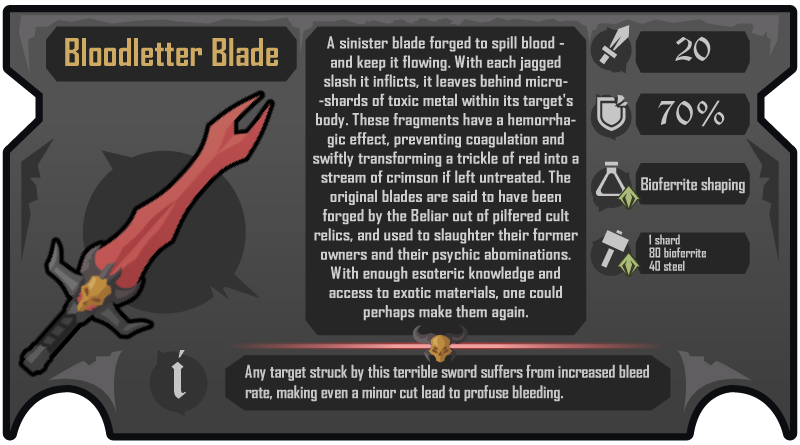 Bloodletter Blade
A sinister blade forged to spill blood -
and keep it flowing. With each jagged
slash it inflicts, it leaves behind micro-
-shards of toxic metal within its target's
body. These fragments have a hemorrha-
gic effect, preventing coagulation and
swiftly transforming a trickle of red into a
stream of crimson if left untreated. The
original blades are said to have been
forged by the Beliar out of pilfered cult
relics, and used to slaughter their former
owners and their psychic abominations.
With enough esoteric knowledge and
access to exotic materials, one could
perhaps make them again.
20
70%
Bioferrite shaping
1 shard
80 bioferrite
40 steel
i
Any target struck by this terrible sword suffers from increased bleed
rate, making even a minor cut lead to profuse bleeding.